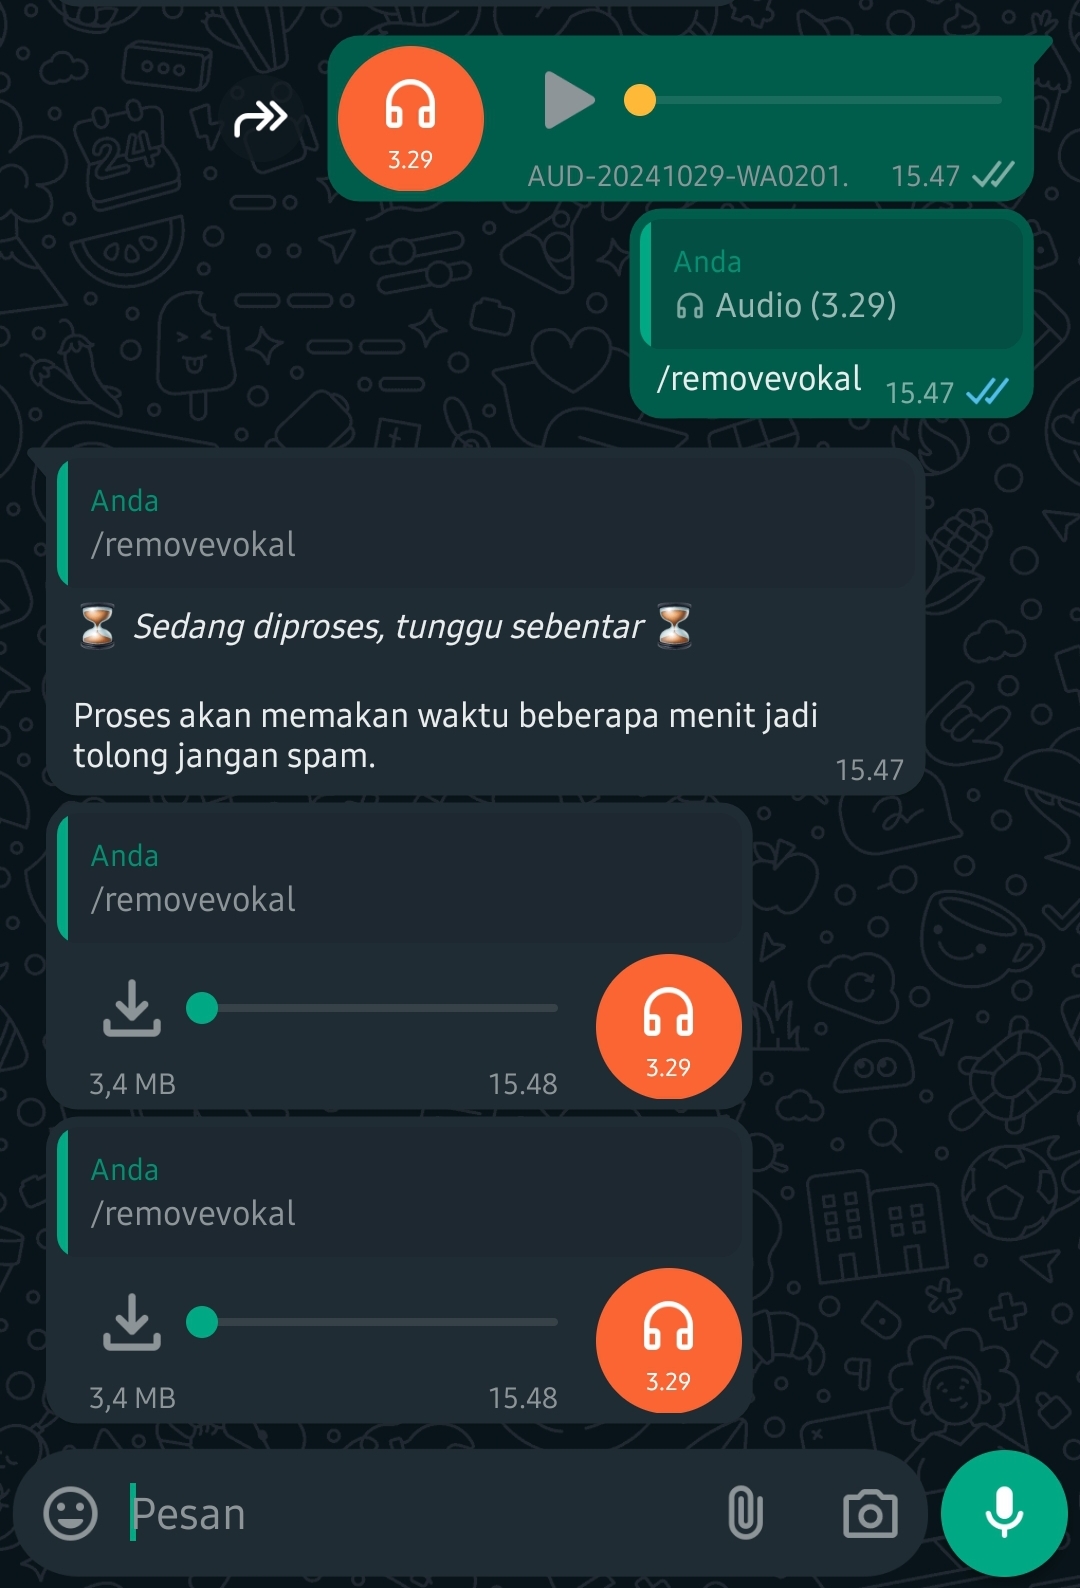 3.29
AUD-20241029-WA0201.
15.47
Anda
Audio (3.29)
/removevokal
15.47
Anda
/removevokal
⏳ Sedang diproses, tunggu sebentar ⏳
Proses akan memakan waktu beberapa menit jadi
tolong jangan spam.
15.47
Anda
/removevokal
3.29
3,4 MB
15.48
Anda
/removevokal
3.29
3,4 MB
15.48
Pesan